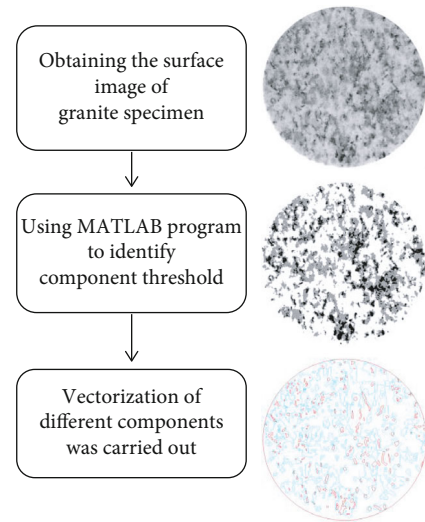 Obtaining the surface
image of
granite specimen
Using MATLAB program
to identify
component threshold
Vectorization of
different components
was carried out